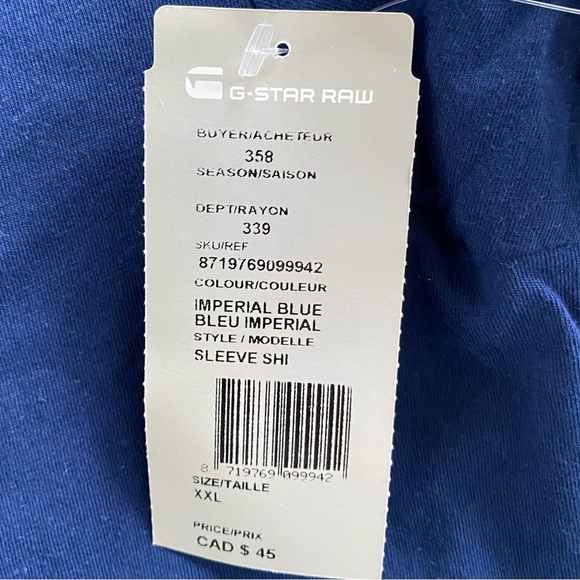 G-STAR RAW
BUYER/ACHETEUR
358
SEASON/SAISON
DEPT/RAYON
339
SKU/REF
8719769099942
COLOUR/COULEUR
IMPERIAL BLUE
BLEU IMPERIAL
STYLE / MODELLE
SLEEVE SHI
8 719769 099942
SIZE/TAILLE
XXL
PRICE/PRIX
CAD $ 45